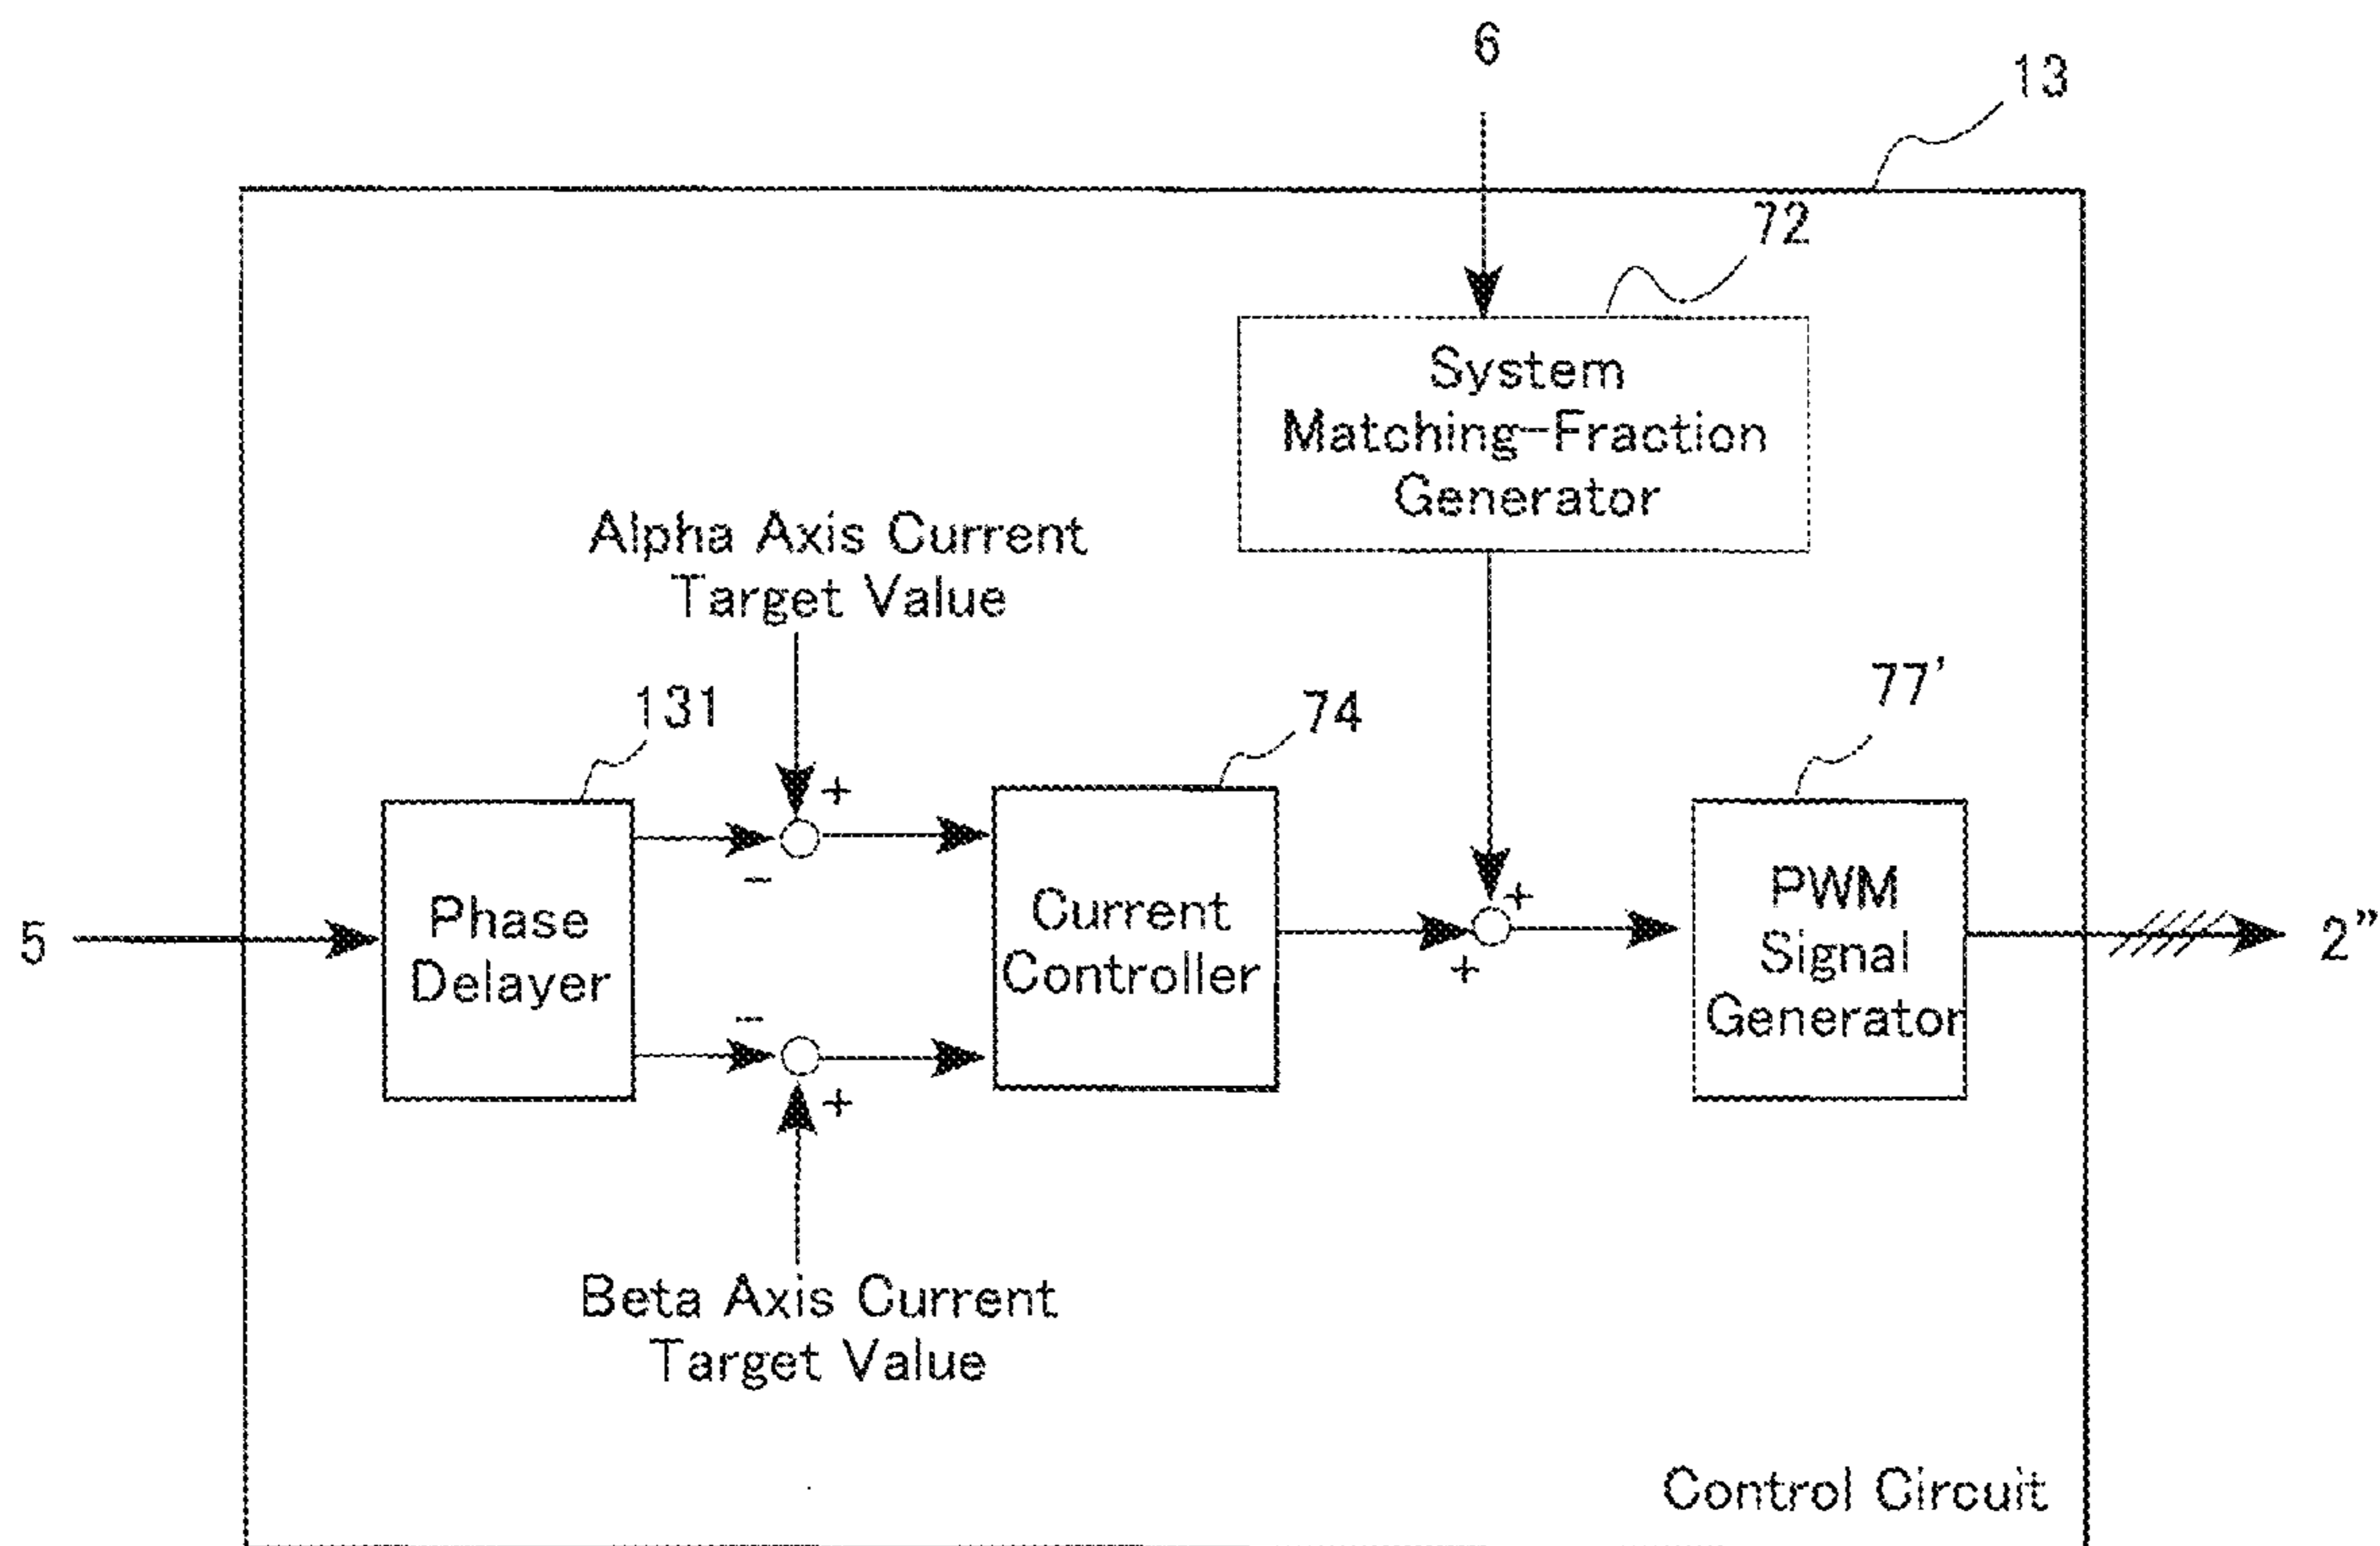 6
13
72
System
Matching-Fraction
Generator
Alpha Axis Current
Target Value
131
74
77'
+
-
Phase
Delayer
Current
Controller
+
+
PWM
Signal
Generator
5
2"
-
+
Beta Axis Current
Target Value
Control Circuit